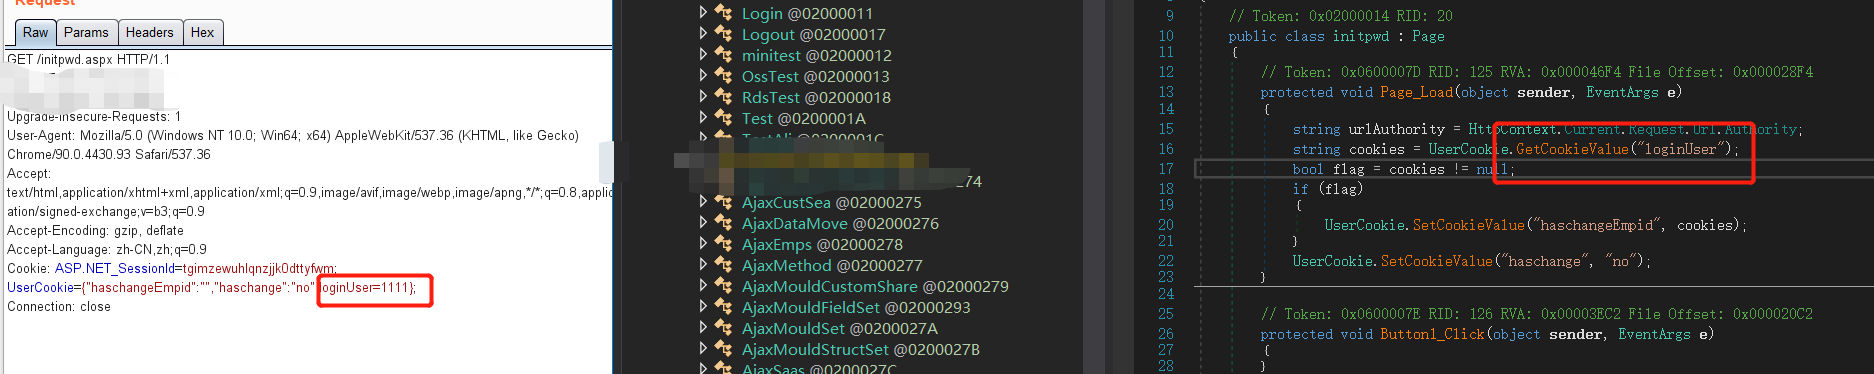 Request
Raw Params Headers Hex
GET /initpwd.aspx HTTP/1.1
Upgrade-Insecure-Requests: 1
User-Agent: Mozilla/5.0 (Windows NT 10.0; Win64; x64) AppleWebKit/537.36 (KHTML, like Gecko)
Chrome/90.0.4430.93 Safari/537.36
Accept:
text/html,application/xhtml+xml,application/xml;q=0.9,image/avif,image/webp,image/apng,*/*;q=0.8,applic
ation/signed-exchange;v=b3;q=0.9
Accept-Encoding: gzip, deflate
Accept-Language: zh-CN,zh;q=0.9
Cookie: ASP.NET_SessionId=tgimzewuhlqnzjjk0dttyfwm;
UserCookie={"haschangeEmpid":"","haschange":"no",loginUser=1111};
Connection: close
Login @02000011
Logout @02000017
minitest @02000012
OssTest @02000013
RdsTest @02000018
Test @0200001A
TestAli @0200001C
274
AjaxCustSea @02000275
AjaxDataMove @02000276
AjaxEmps @02000278
AjaxMethod @02000277
AjaxMouldCustomShare @02000279
AjaxMouldFieldSet @02000293
AjaxMouldSet @0200027A
AjaxMouldStructSet @0200027B
AjaxSaas @0200027C
9 // Token: 0x02000014 RID: 20
10 public class initpwd : Page
11 {
12 // Token: 0x0600007D RID: 125 RVA: 0x000046F4 File Offset: 0x000028F4
13 protected void Page_Load(object sender, EventArgs e)
14 {
15 string urlAuthority = HttpContext.Current.Request.Url.Authority;
16 string cookies = UserCookie.GetCookieValue("loginUser");
17 bool flag = cookies != null;
18 if (flag)
19 {
20 UserCookie.SetCookieValue("haschangeEmpid", cookies);
21 }
22 UserCookie.SetCookieValue("haschange", "no");
23 }
24
25 // Token: 0x0600007E RID: 126 RVA: 0x00003EC2 File Offset: 0x000020C2
26 protected void Button1_Click(object sender, EventArgs e)
27 {
28 }